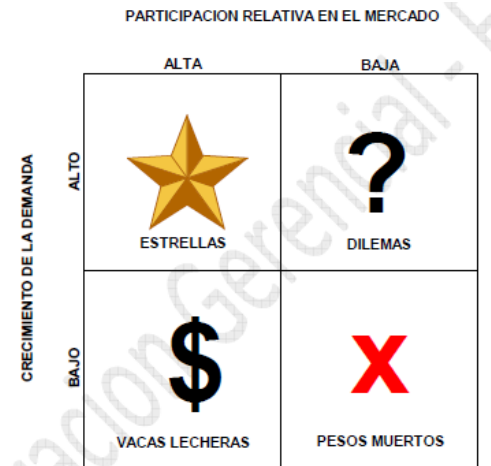 PARTICIPACION RELATIVA EN EL MERCADO
ALTA BAJA
CRECIMIENTO DE LA DEMANDA
ALTO
?
ESTRELLAS DILEMAS
BAJO
$ X
VACAS LECHERAS PESOS MUERTOS